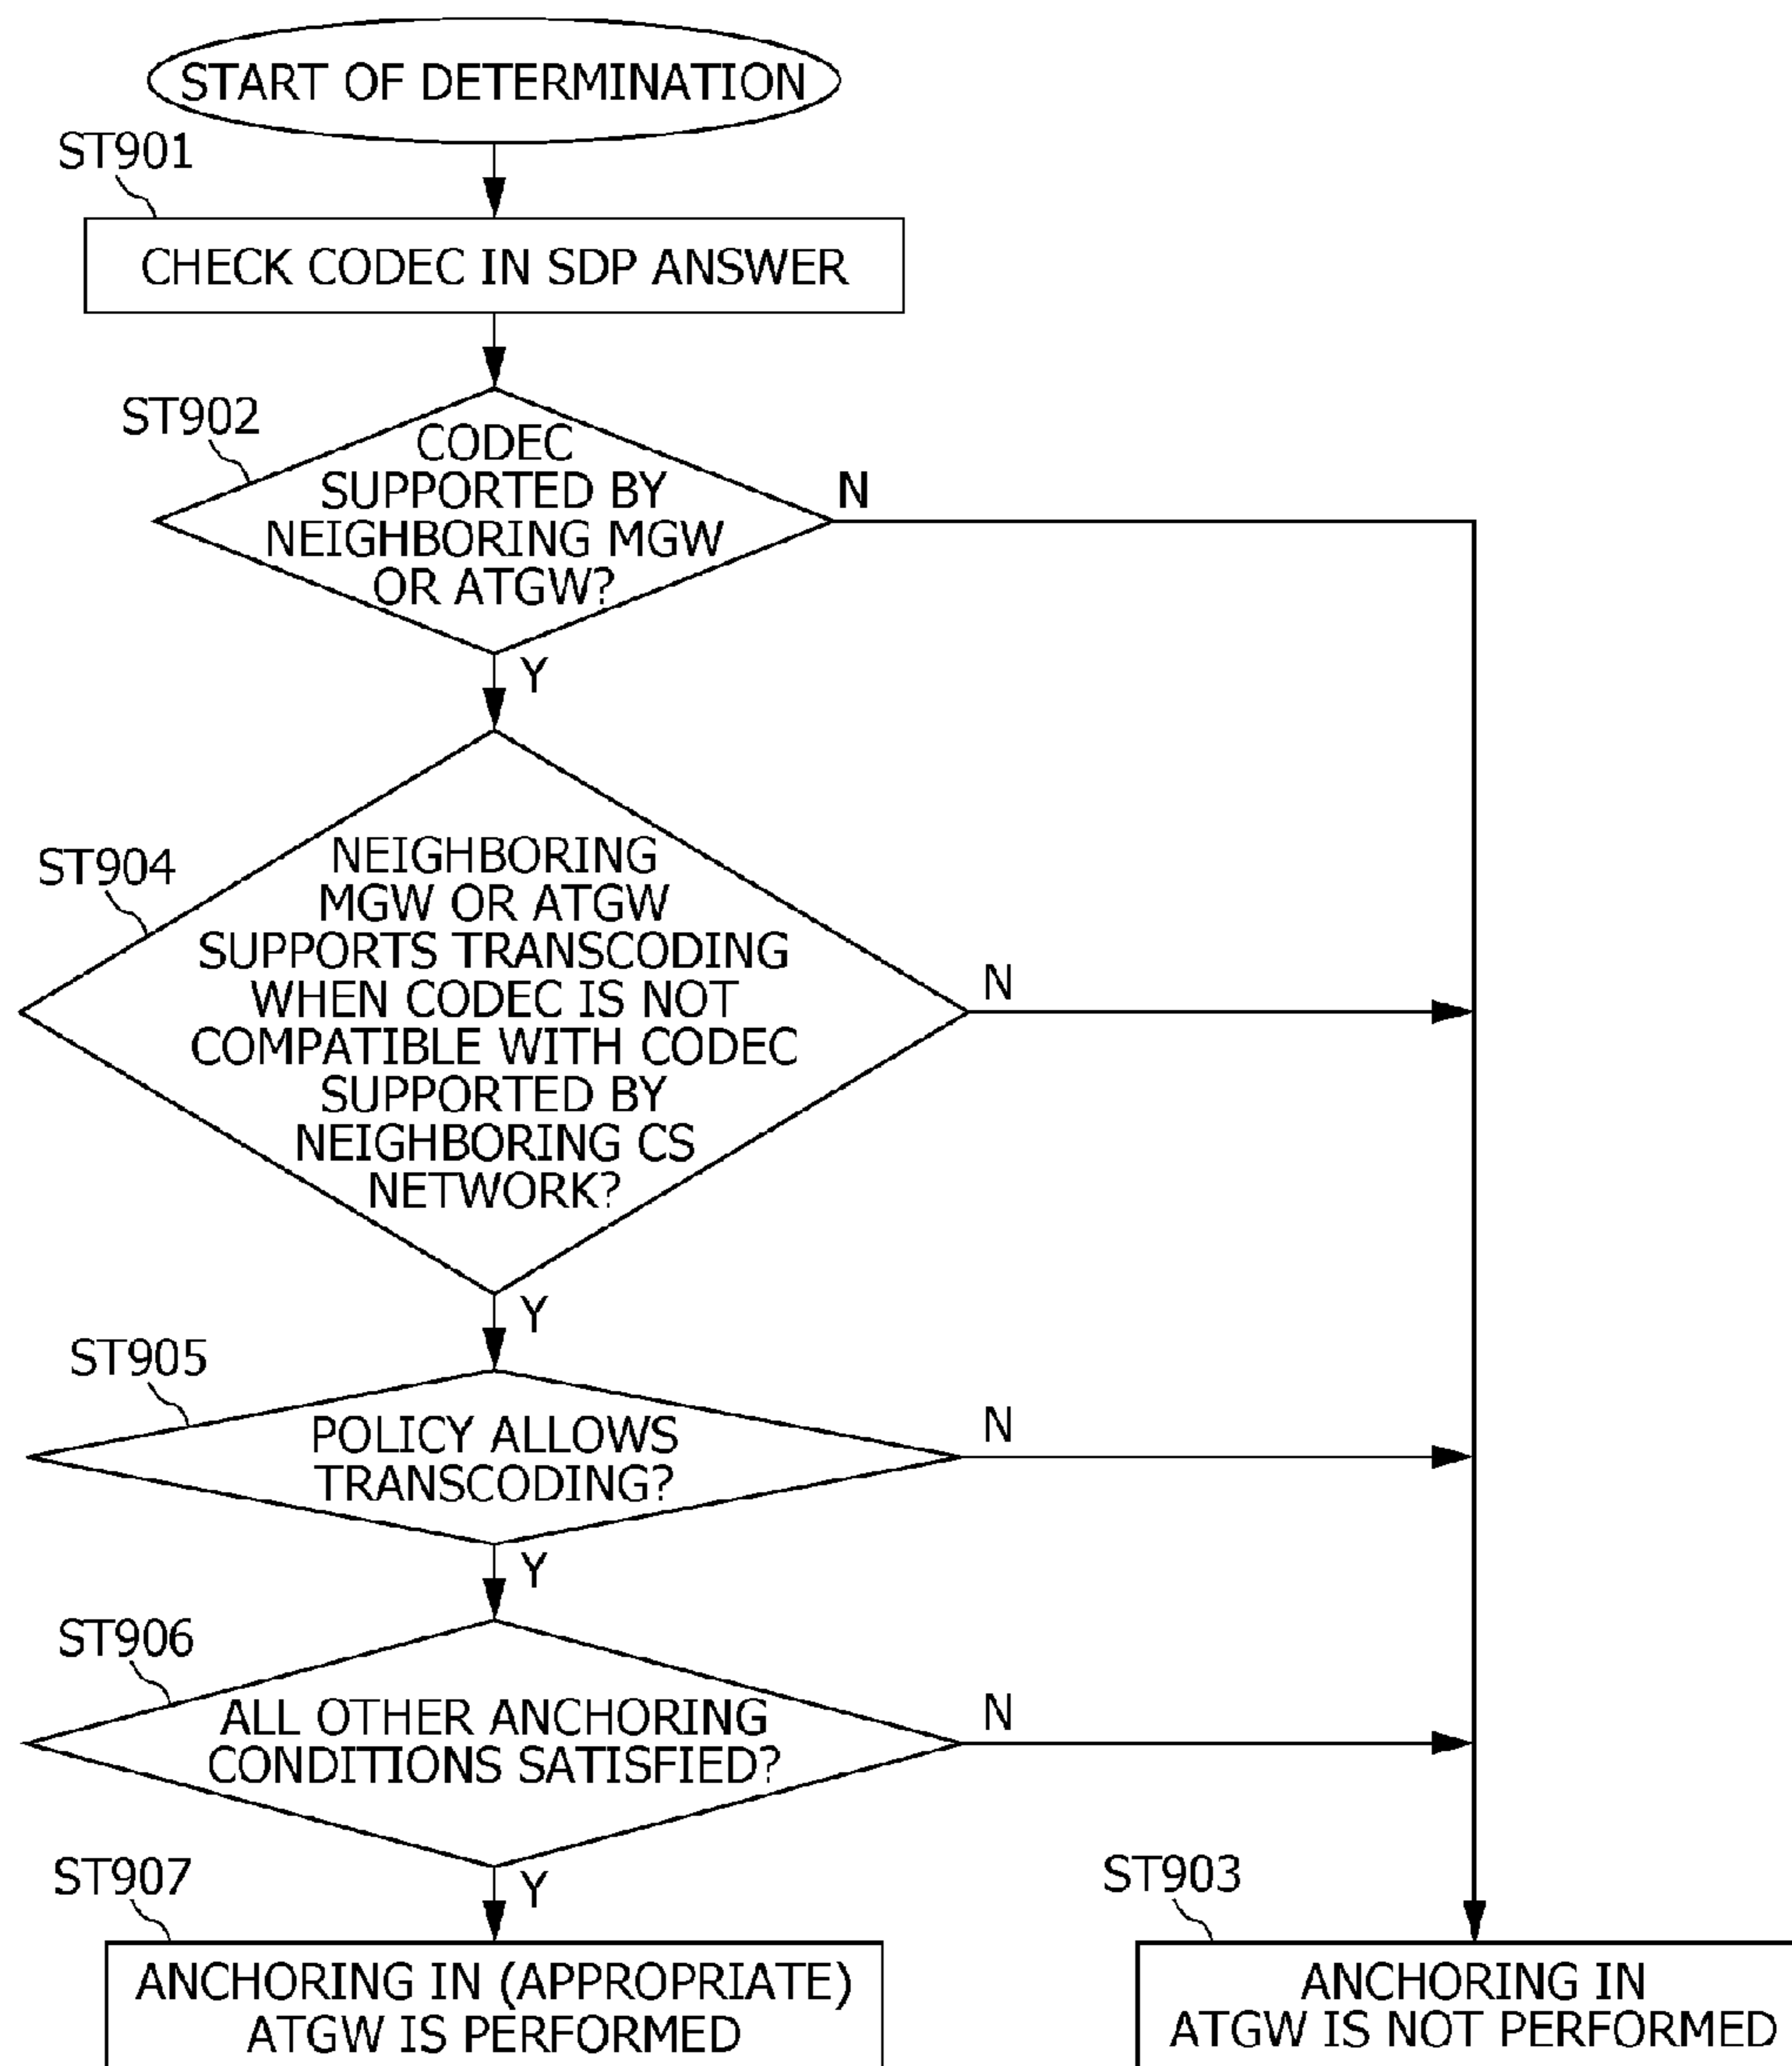 START OF DETERMINATION
ST901
CHECK CODEC IN SDP ANSWER
ST902
CODEC
SUPPORTED BY
NEIGHBORING MGW
OR ATGW?
N
Y
ST904
NEIGHBORING
MGW OR ATGW
SUPPORTS TRANSCODING
WHEN CODEC IS NOT
COMPATIBLE WITH CODEC
SUPPORTED BY
NEIGHBORING CS
NETWORK?
N
Y
ST905
POLICY ALLOWS
TRANSCODING?
N
Y
ST906
ALL OTHER ANCHORING
CONDITIONS SATISFIED?
N
Y
ST907
ANCHORING IN (APPROPRIATE)
ATGW IS PERFORMED
ST903
ANCHORING IN
ATGW IS NOT PERFORMED